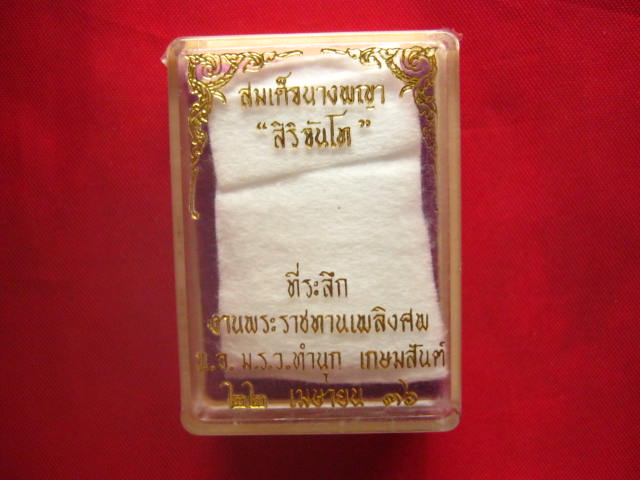 สมเด็จนางพญา
“สิริจันโท”
ที่ระลึก
งานพระราชทานเพลิงศพ
น.อ. ม.ร.ว.ทำนุก เกษมสันต์
๒๒ เมษายน ๓๖